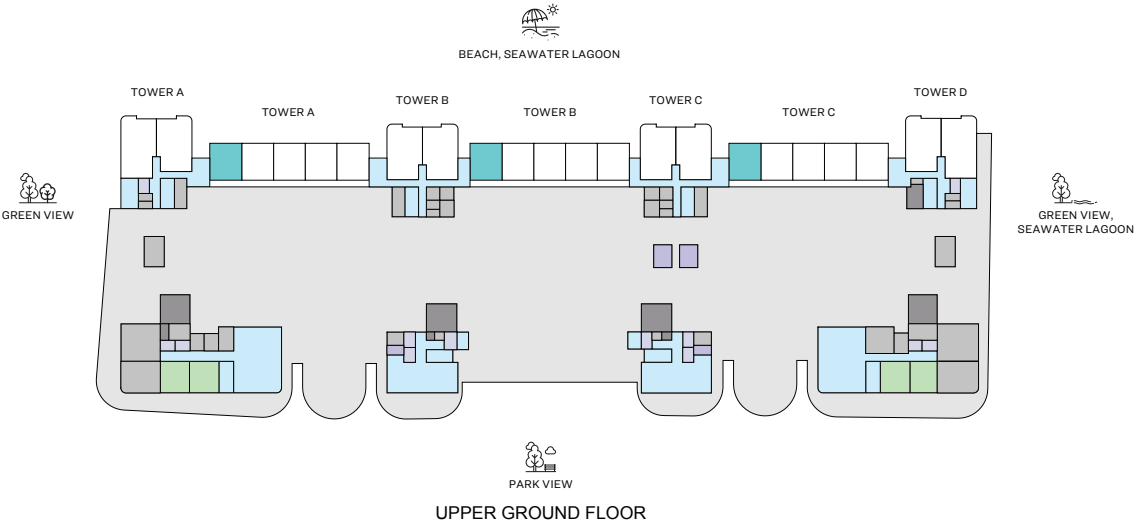 BEACH, SEAWATER LAGOON
TOWER A
TOWER A
TOWER B
TOWER B
TOWER C
TOWER C
TOWER D
GREEN VIEW
GREEN VIEW,
SEAWATER LAGOON
PARK VIEW
UPPER GROUND FLOOR